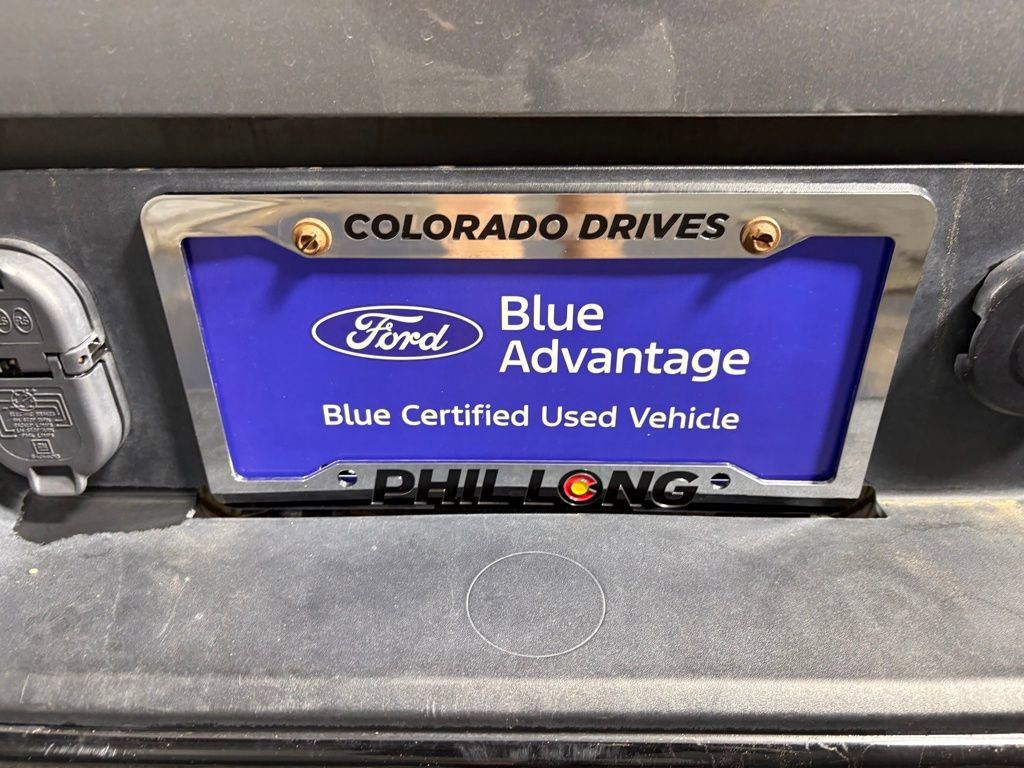 COLORADO DRIVES
Ford
Blue
Advantage
Blue Certified Used Vehicle
PHIL LONG